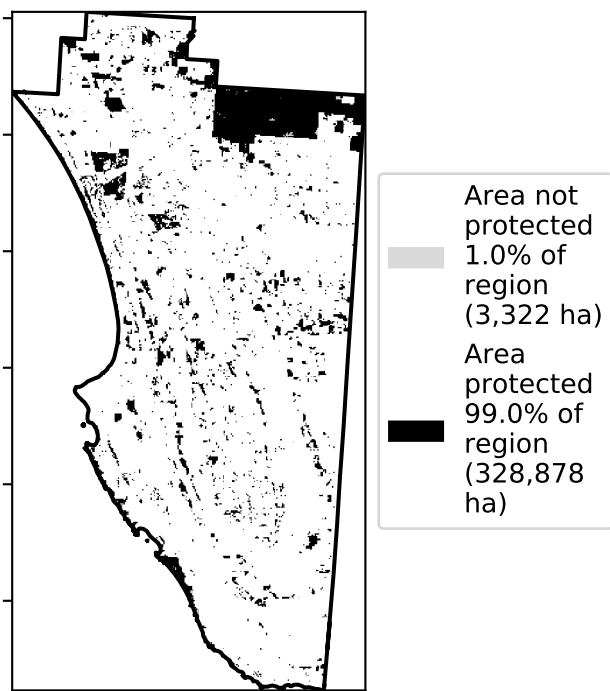 Area not
protected
1.0% of
region
(3,322 ha)
Area
protected
99.0% of
region
(328,878
ha)